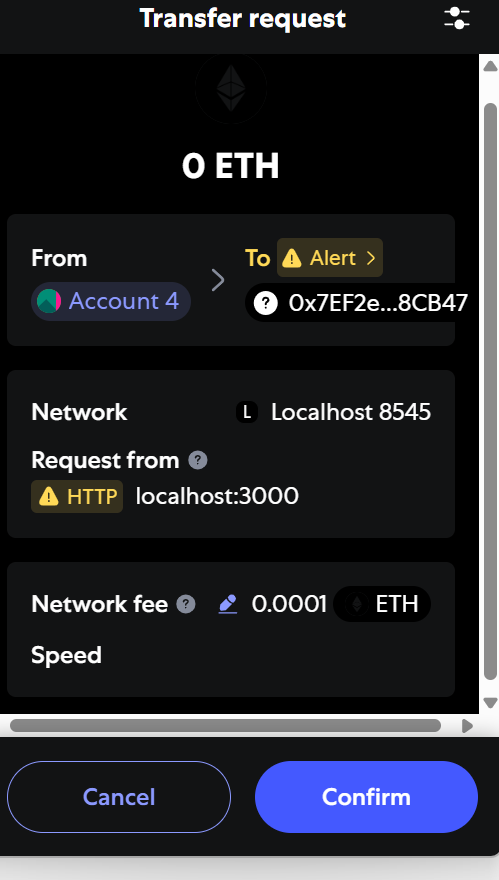 Transfer request
0 ETH
From
To Alert
Account 4
0x7EF2e...8CB47
Network
L Localhost 8545
Request from ?
HTTP localhost:3000
Network fee ? 0.0001 ETH
Speed
Cancel
Confirm